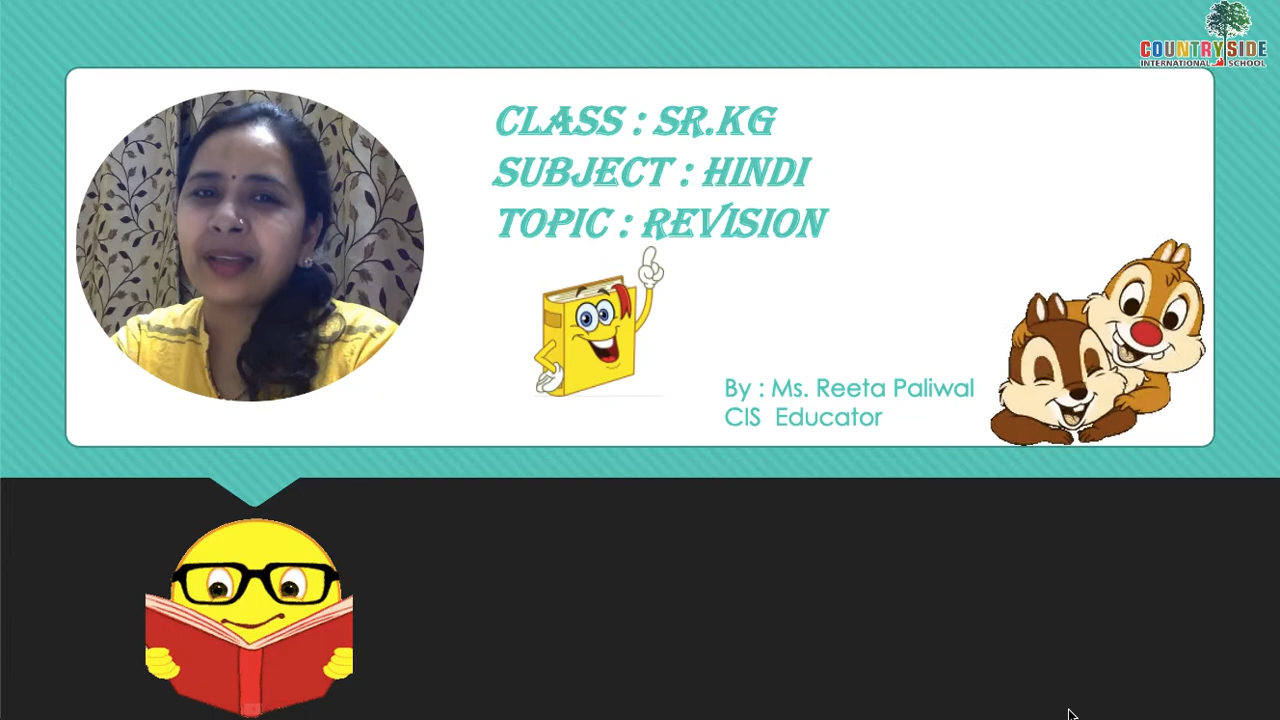 COUNTRYSIDE
INTERNATIONAL SCHOOL
CLASS : SR.KG
SUBJECT : HINDI
TOPIC : REVISION
By : Ms. Reeta Paliwal
CIS Educator